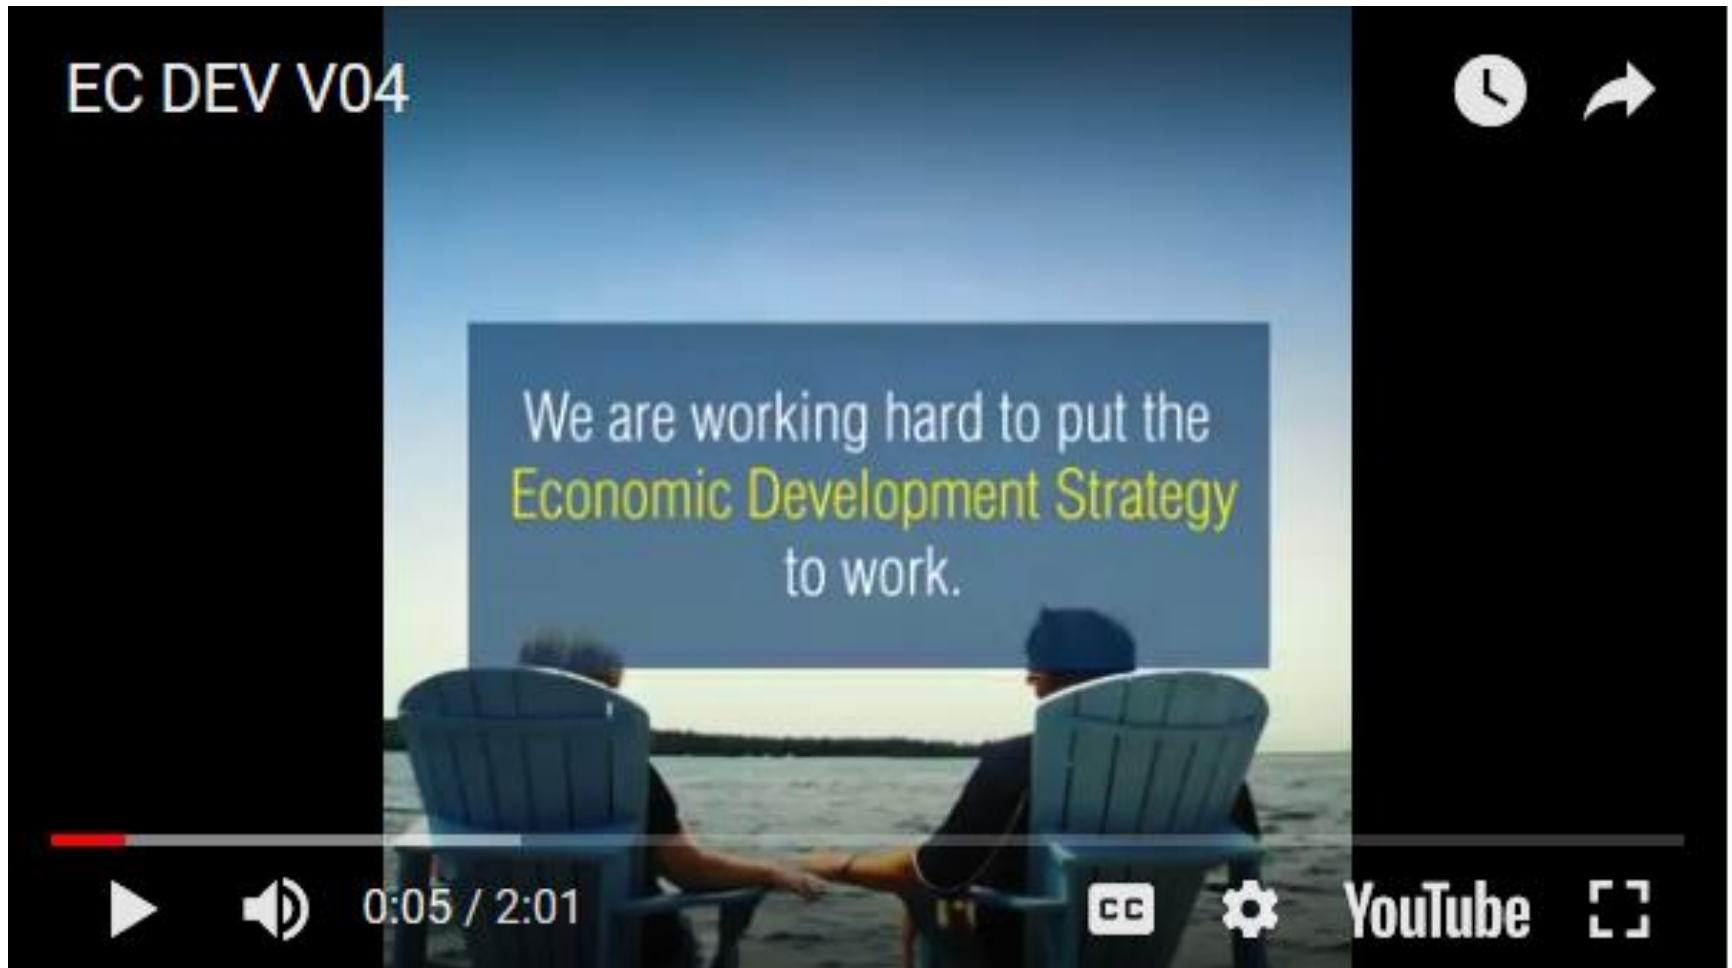 EC DEV V04
We are working hard to put the
Economic Development Strategy
to work.
0:05 / 2:01
CC
YouTube